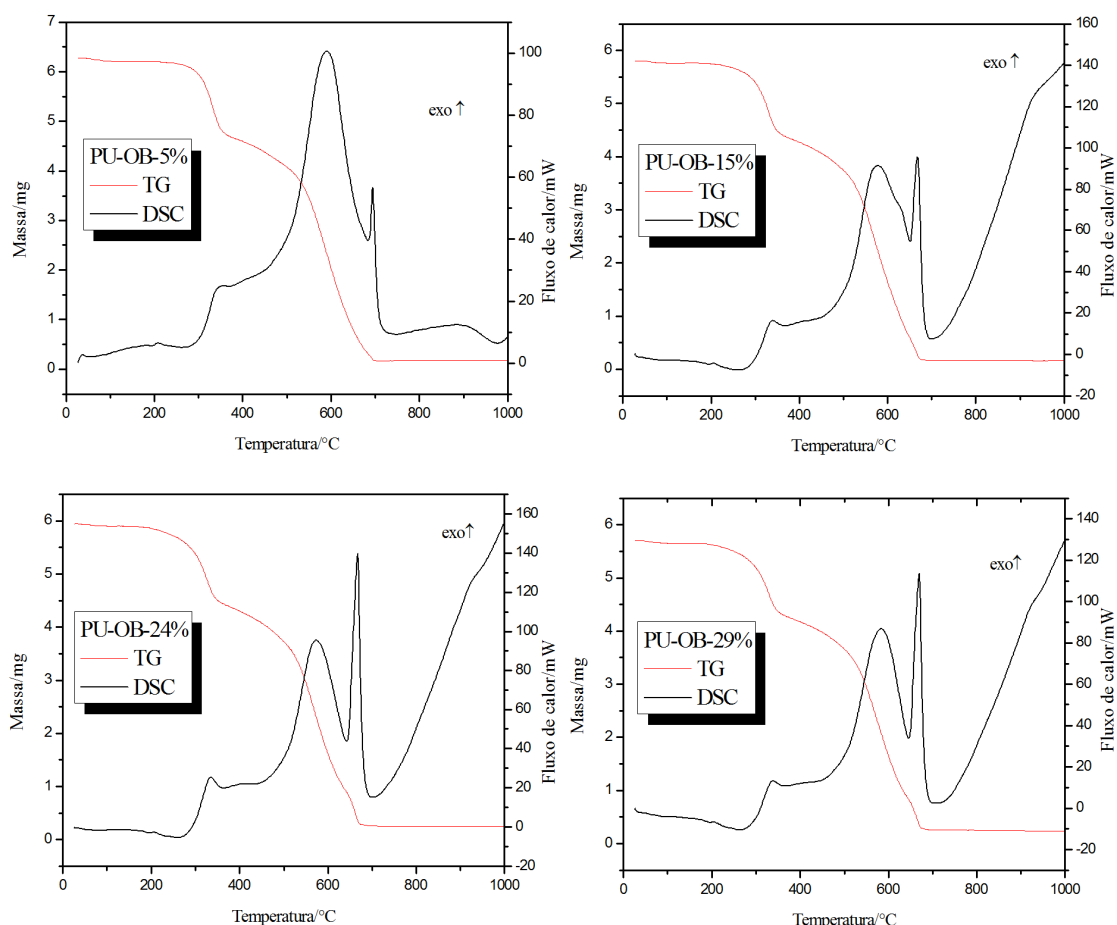 7
6
5
4
3
2
1
0
Massa/mg
PU-OB-5%
TG
DSC
exo ↑
100
80
60
40
20
0
Fluxo de calor/mW
0 200 400 600 800 1000
Temperatura/°C
6
5
4
3
2
1
0
Massa/mg
PU-OB-15%
TG
DSC
exo ↑
160
140
120
100
80
60
40
20
0
-20
Fluxo de calor/mW
0 200 400 600 800 1000
Temperatura/°C
6
5
4
3
2
1
0
Massa/mg
PU-OB-24%
TG
DSC
exo↑
160
140
120
100
80
60
40
20
0
-20
Fluxo de calor/mW
0 200 400 600 800 1000
Temperatura/°C
6
5
4
3
2
1
0
Massa/mg
PU-OB-29%
TG
DSC
exo↑
140
120
100
80
60
40
20
0
-20
Fluxo de calor/mW
0 200 400 600 800 1000
Temperatura/°C